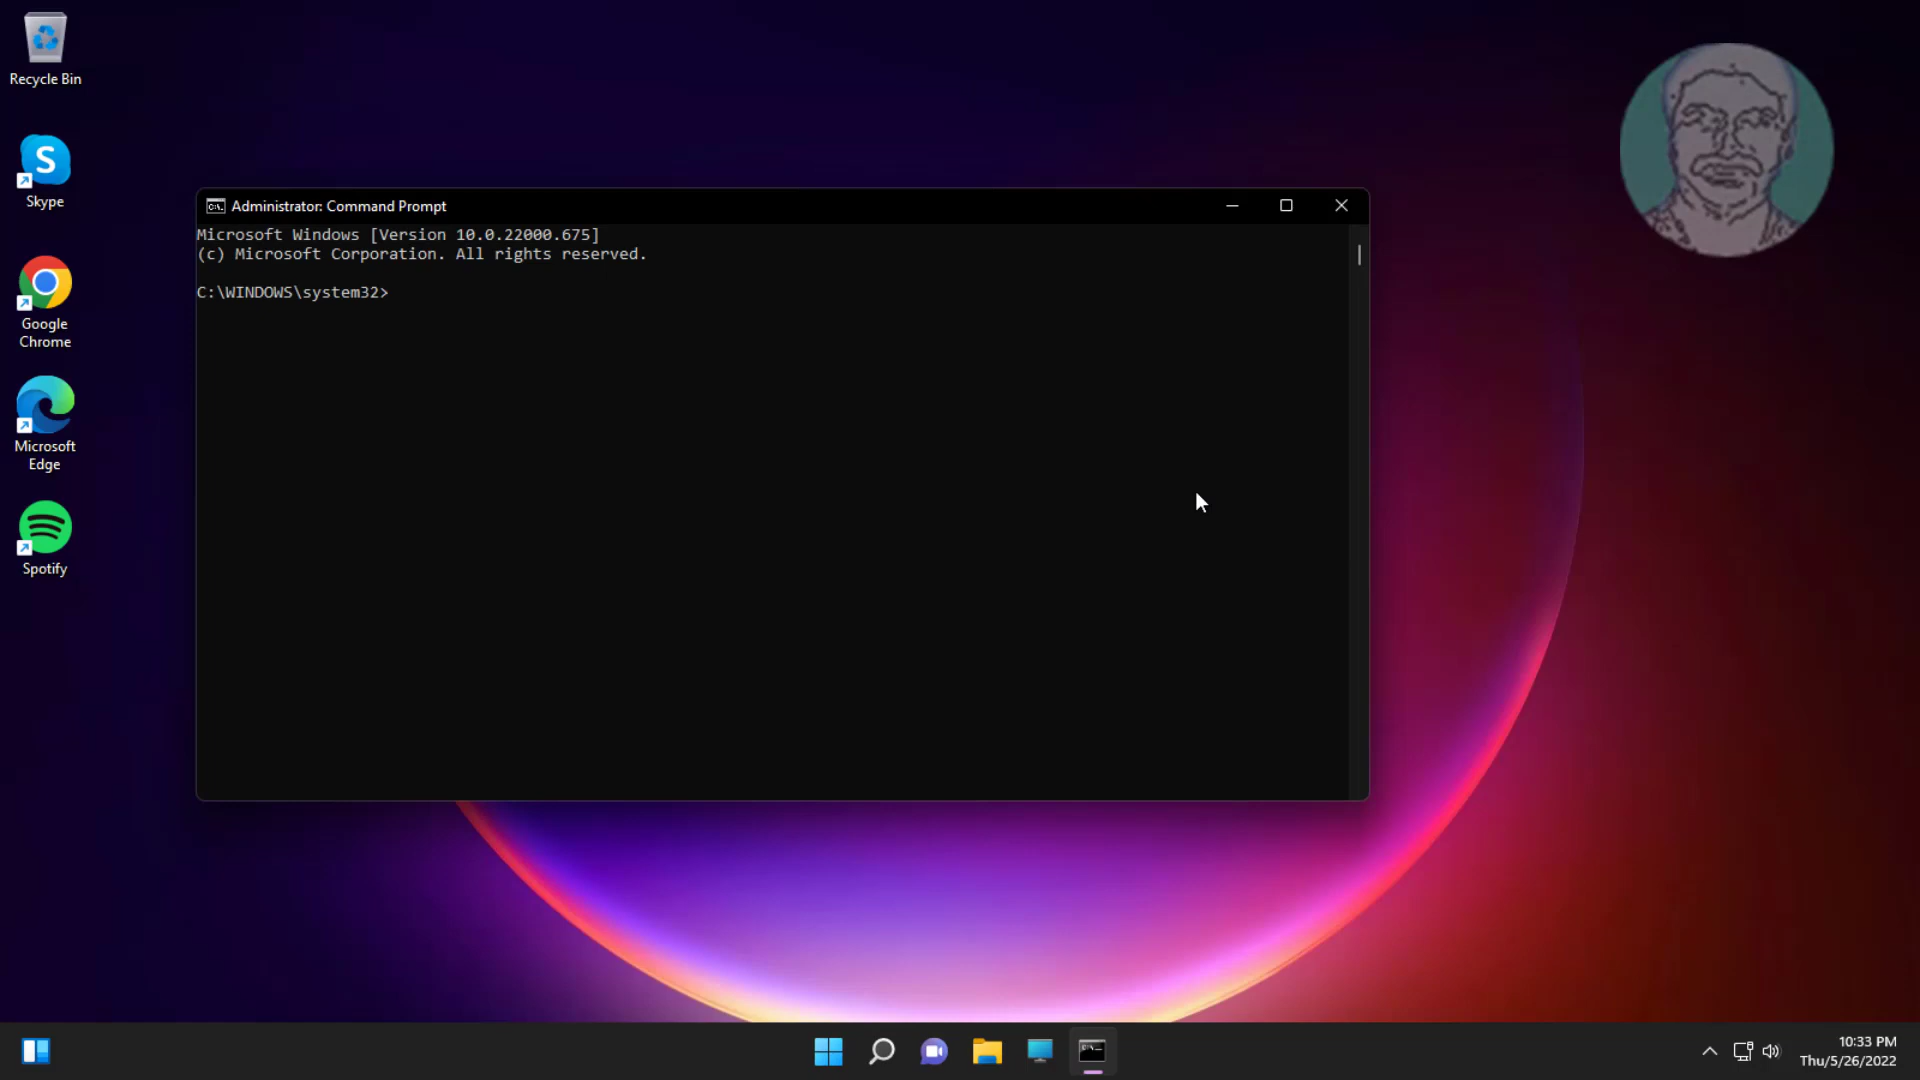 Recycle Bin
Skype
Google
Chrome
Microsoft
Edge
Spotify
Administrator: Command Prompt
Microsoft Windows [Version 10.0.22000.675]
(c) Microsoft Corporation. All rights reserved.
C:\WINDOWS\system32>
10:33 PM
Thu/5/26/2022